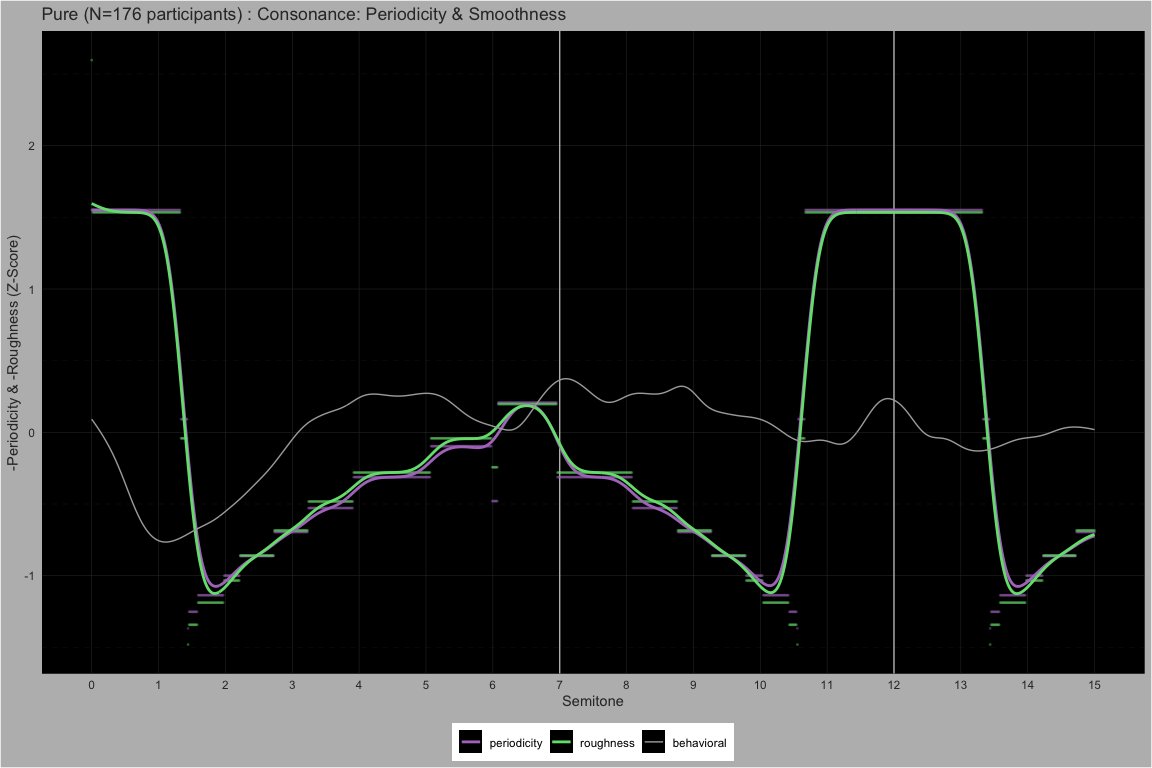 Pure (N=176 participants) : Consonance: Periodicity & Smoothness
-Periodicity & -Roughness (Z-Score)
2
1
0
-1
0 1 2 3 4 5 6 7 8 9 10 11 12 13 14 15
Semitone
periodicity roughness behavioral